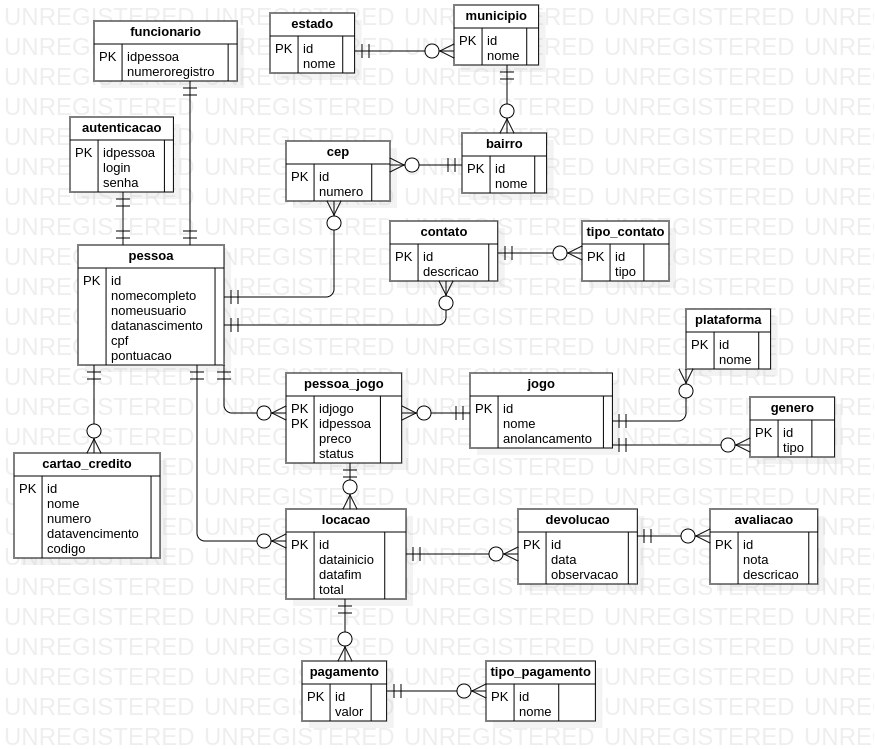 funcionario
PK idpessoa
numeroregistro
estado
PK id
nome
municipio
PK id
nome
autenticacao
PK idpessoa
login
senha
cep
PK id
numero
bairro
PK id
nome
pessoa
PK id
nomecompleto
nomeusuario
datanascimento
cpf
pontuacao
contato
PK id
descricao
tipo_contato
PK id
tipo
plataforma
PK id
nome
pessoa_jogo
PK idjogo
PK idpessoa
preco
status
jogo
PK id
nome
anolancamento
genero
PK id
tipo
cartao_credito
PK id
nome
numero
datavencimento
codigo
locacao
PK id
datainicio
datafim
total
devolucao
PK id
data
observacao
avaliacao
PK id
nota
descricao
pagamento
PK id
valor
tipo_pagamento
PK id
nome
UNREGISTERED UNREGISTERED UNREGISTERED UNREGISTERED